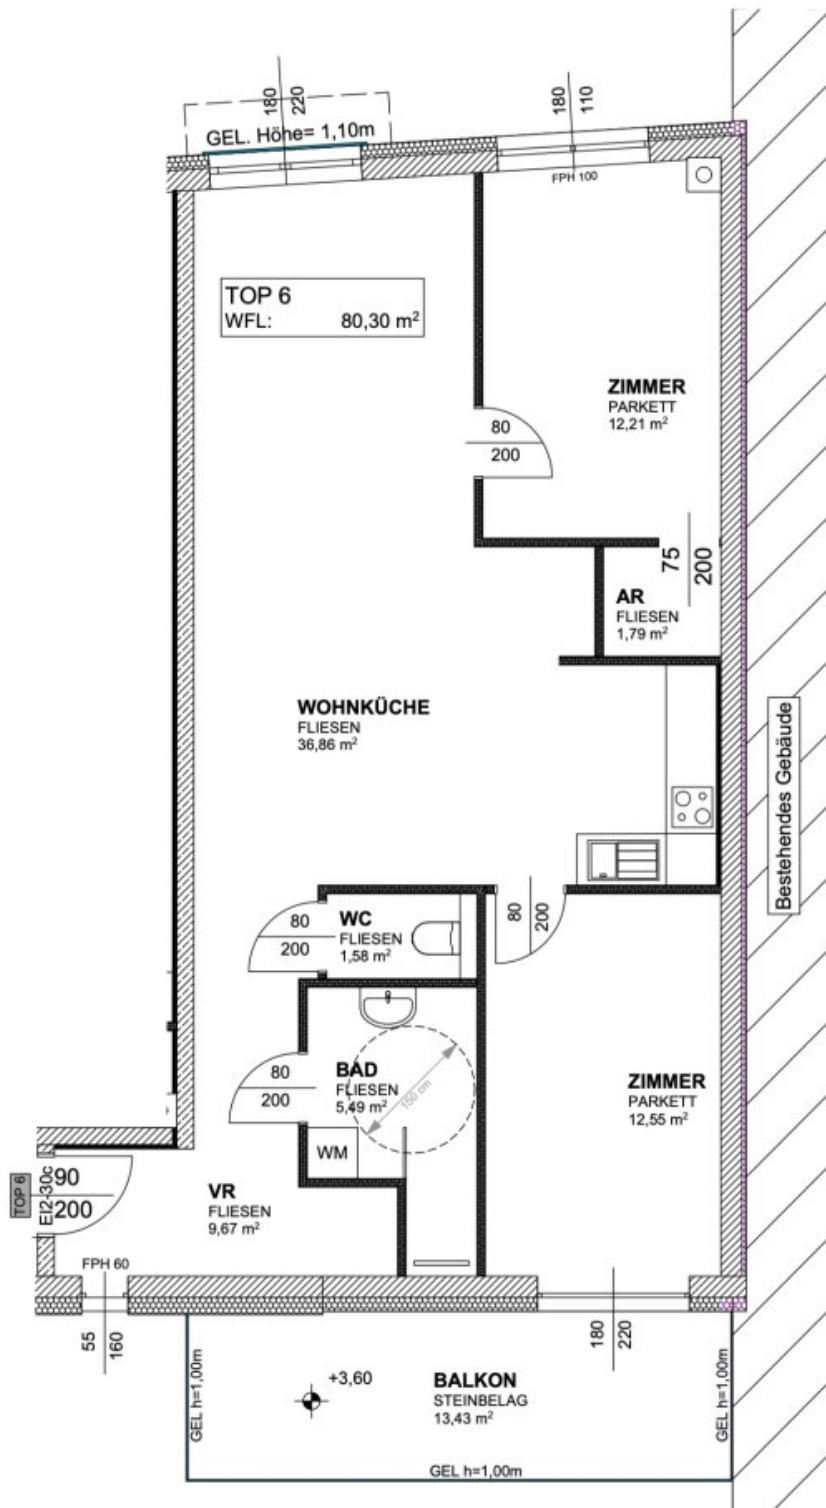 180
220
180
110
GEL. Höhe= 1,10m
FPH 100
TOP 6
WFL: 80,30 m²
ZIMMER
PARKETT
12,21 m²
80
200
75
200
AR
FLIESEN
1,79 m²
WOHNKÜCHE
FLIESEN
36,86 m²
Bestehendes Gebäude
80
200
WC
FLIESEN
1,58 m²
80
200
80
200
BAD
FLIESEN
5,49 m²
150 cm
ZIMMER
PARKETT
12,55 m²
WM
TOP 6
EI2-30c
90
200
VR
FLIESEN
9,67 m²
FPH 60
55
160
180
220
GEL h=1,00m
+3,60
BALKON
STEINBELAG
13,43 m²
GEL h=1,00m
GEL h=1,00m